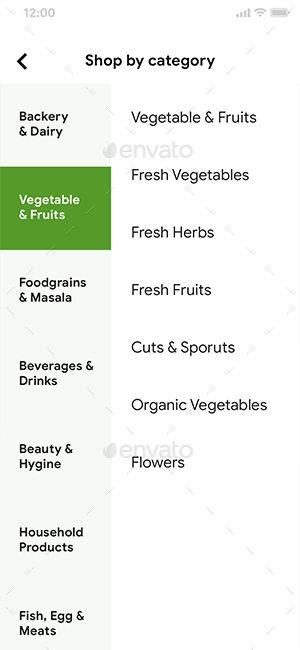 12:00
Shop by category
Backery
& Dairy
Vegetable
& Fruits
Foodgrains
& Masala
Beverages &
Drinks
Beauty &
Hygine
Household
Products
Fish, Egg &
Meats
Vegetable & Fruits
envato
Fresh Vegetables
Fresh Herbs
Fresh Fruits
Cuts & Sporuts
Organic Vegetables
envato
Flowers